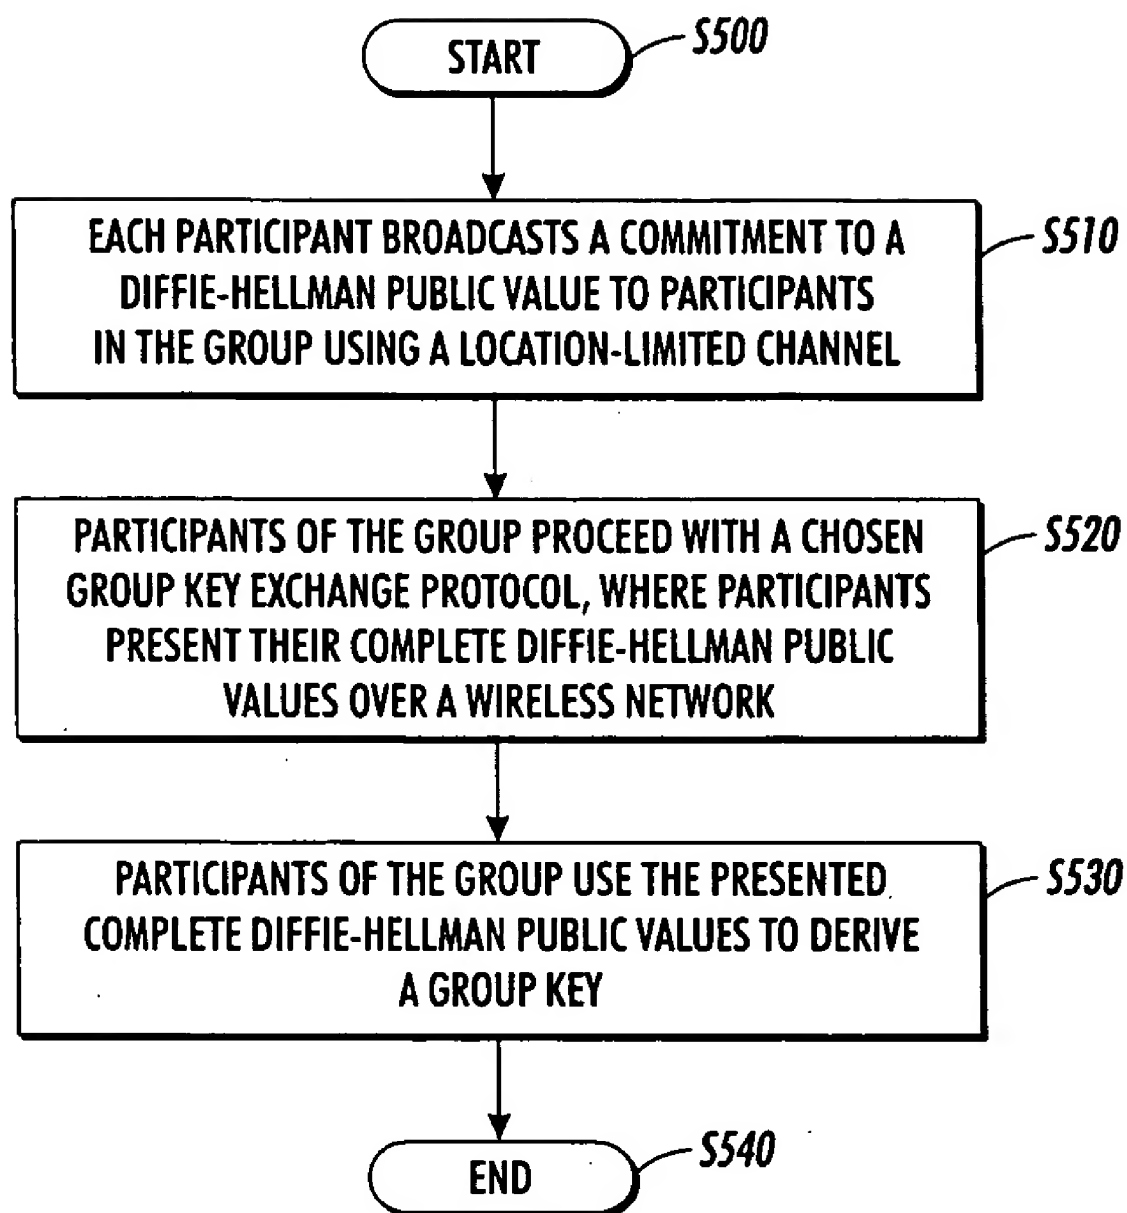 START
S500
EACH PARTICIPANT BROADCASTS A COMMITMENT TO A
DIFFIE-HELLMAN PUBLIC VALUE TO PARTICIPANTS
IN THE GROUP USING A LOCATION-LIMITED CHANNEL
S510
PARTICIPANTS OF THE GROUP PROCEED WITH A CHOSEN
GROUP KEY EXCHANGE PROTOCOL, WHERE PARTICIPANTS
PRESENT THEIR COMPLETE DIFFIE-HELLMAN PUBLIC
VALUES OVER A WIRELESS NETWORK
S520
PARTICIPANTS OF THE GROUP USE THE PRESENTED
COMPLETE DIFFIE-HELLMAN PUBLIC VALUES TO DERIVE
A GROUP KEY
S530
END
S540